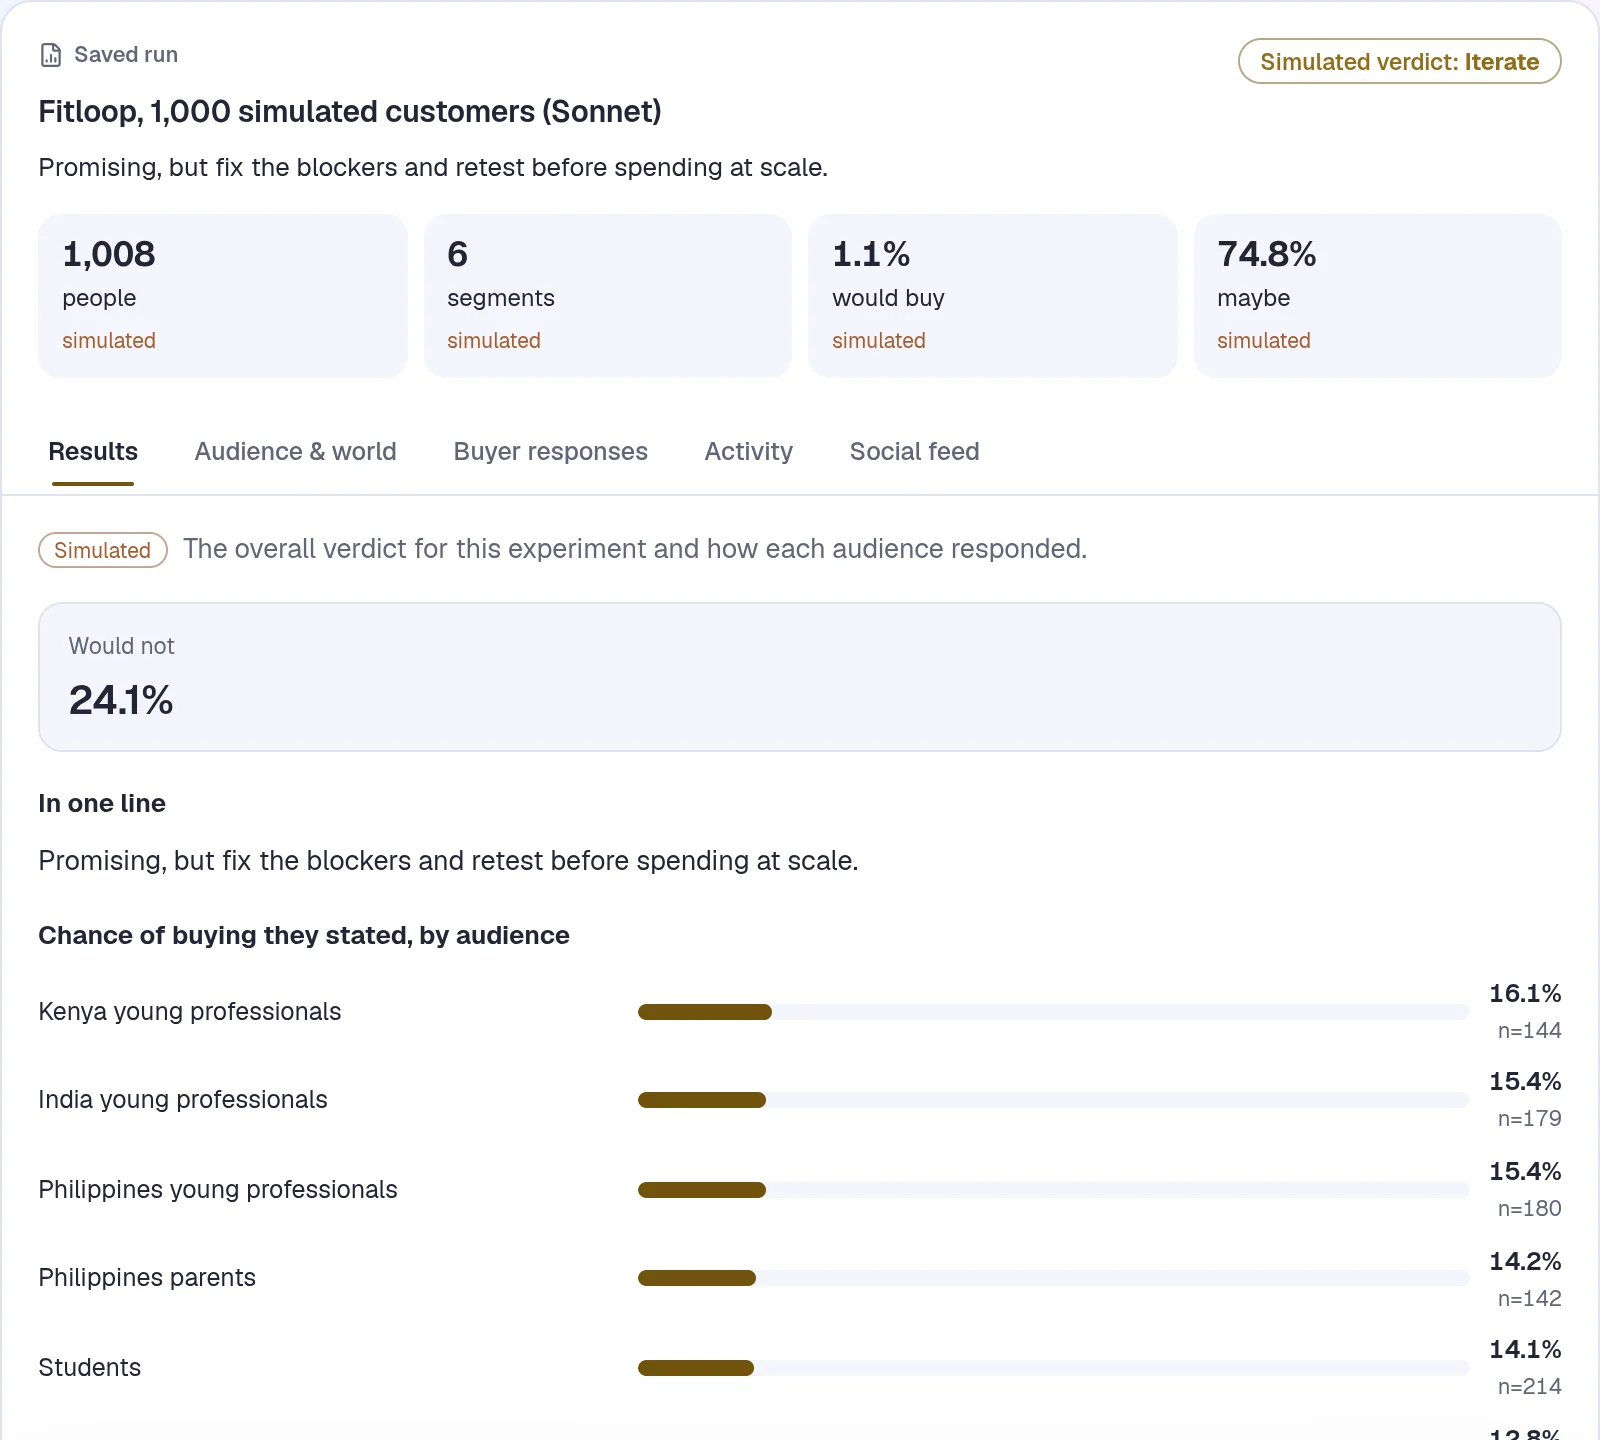 Saved run
Simulated verdict: Iterate
Fitloop, 1,000 simulated customers (Sonnet)
Promising, but fix the blockers and retest before spending at scale.
1,008
people
simulated
6
segments
simulated
1.1%
would buy
simulated
74.8%
maybe
simulated
Results Audience & world Buyer responses Activity Social feed
Simulated The overall verdict for this experiment and how each audience responded.
Would not
24.1%
In one line
Promising, but fix the blockers and retest before spending at scale.
Chance of buying they stated, by audience
Kenya young professionals 16.1%
n=144
India young professionals 15.4%
n=179
Philippines young professionals 15.4%
n=180
Philippines parents 14.2%
n=142
Students 14.1%
n=214